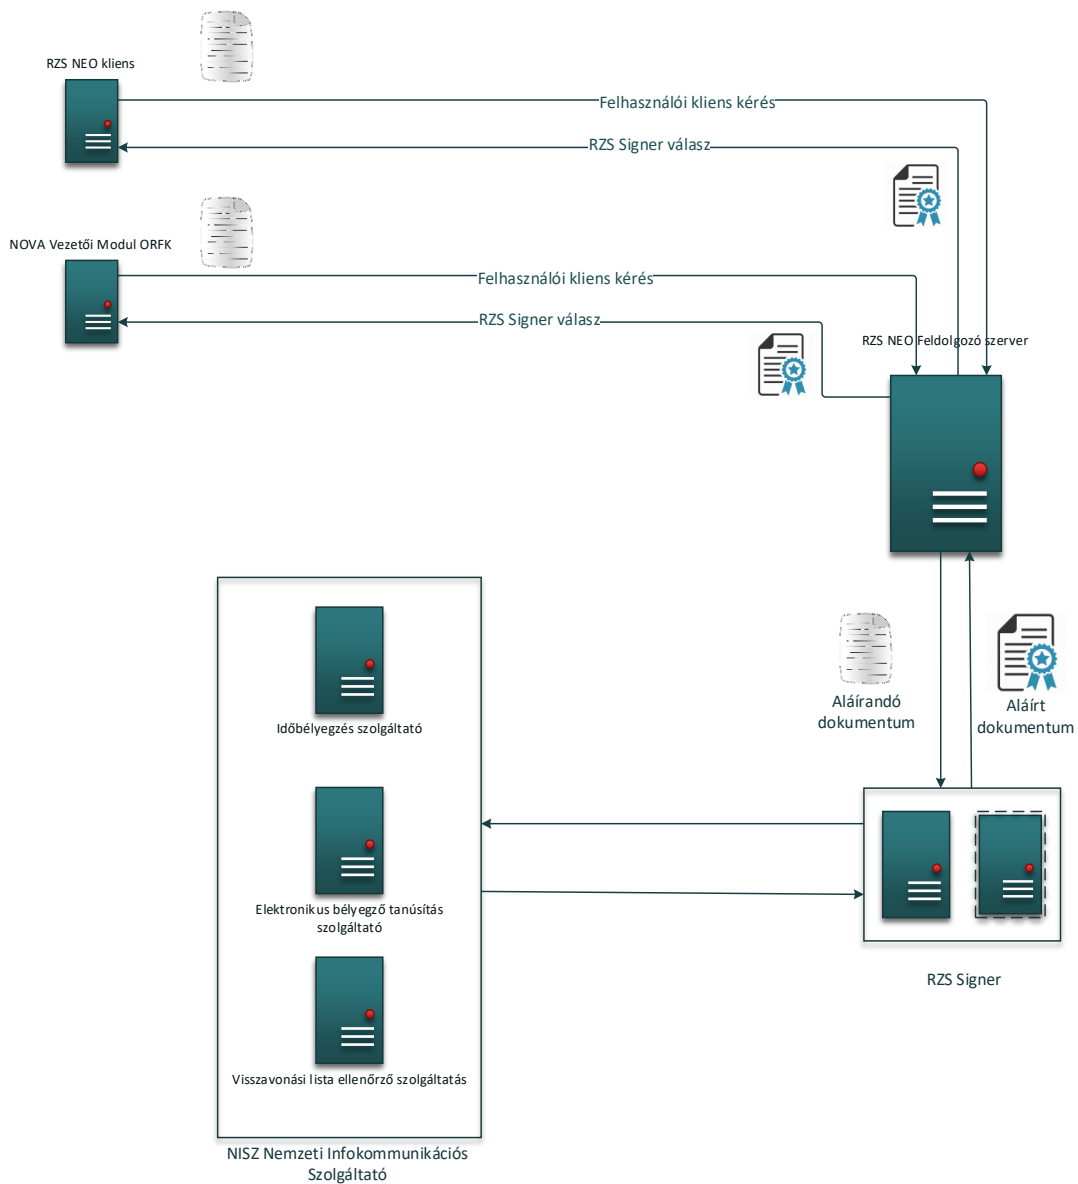 RZS NEO kliens
Felhasználói kliens kérés
RZS Signer válasz
NOVA Vezetői Modul ORFK
Felhasználói kliens kérés
RZS Signer válasz
RZS NEO Feldolgozó szerver
Aláírandó
dokumentum
Aláírt
dokumentum
Időbélyegzés szolgáltató
Elektronikus bélyegző tanúsítás
szolgáltató
RZS Signer
Visszavonási lista ellenőrző szolgáltatás
NISZ Nemzeti Infokommunikációs
Szolgáltató